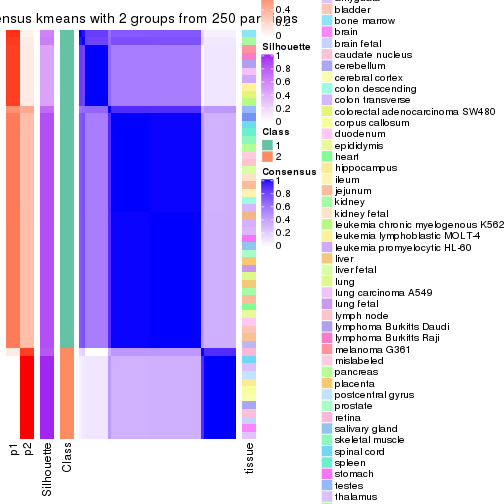 ensus kmeans with 2 groups from 250 par
ns
0.4
0.2
0
Silhouette
1
0.8
0.6
0.4
0.2
0
Class
1
2
Consensus
1
0.8
0.6
0.4
0.2
0
p1
p2
Silhouette
Class
tissue
bladder
bone marrow
brain
brain fetal
caudate nucleus
cerebellum
cerebral cortex
colon descending
colon transverse
colorectal adenocarcinoma SW480
corpus callosum
duodenum
epididymis
heart
hippocampus
ileum
jejunum
kidney
kidney fetal
leukemia chronic myelogenous K562
leukemia lymphoblastic MOLT-4
leukemia promyelocytic HL-60
liver
liver fetal
lung
lung carcinoma A549
lung fetal
lymph node
lymphoma Burkitts Daudi
lymphoma Burkitts Raji
melanoma G361
mislabeled
pancreas
placenta
postcentral gyrus
prostate
retina
salivary gland
skeletal muscle
spinal cord
spleen
stomach
testes
thalamus